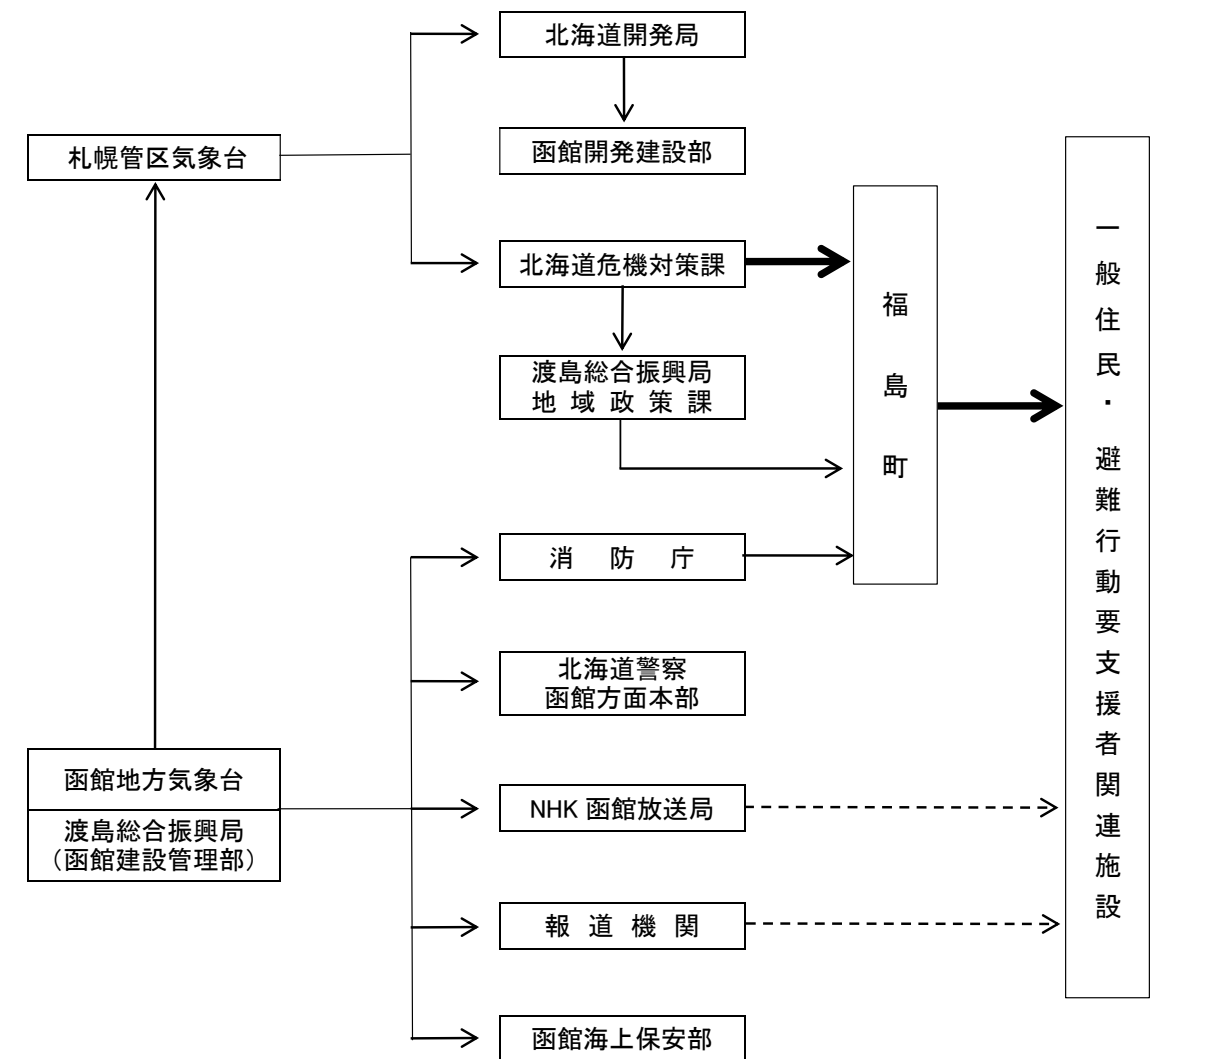 北海道開発局
函館開発建設部
札幌管区気象台
北海道危機対策課
渡島総合振興局
地域政策課
福島町
一般住民・避難行動要支援者関連施設
消防庁
北海道警察
函館方面本部
函館地方気象台
渡島総合振興局
（函館建設管理部）
NHK 函館放送局
報道機関
函館海上保安部